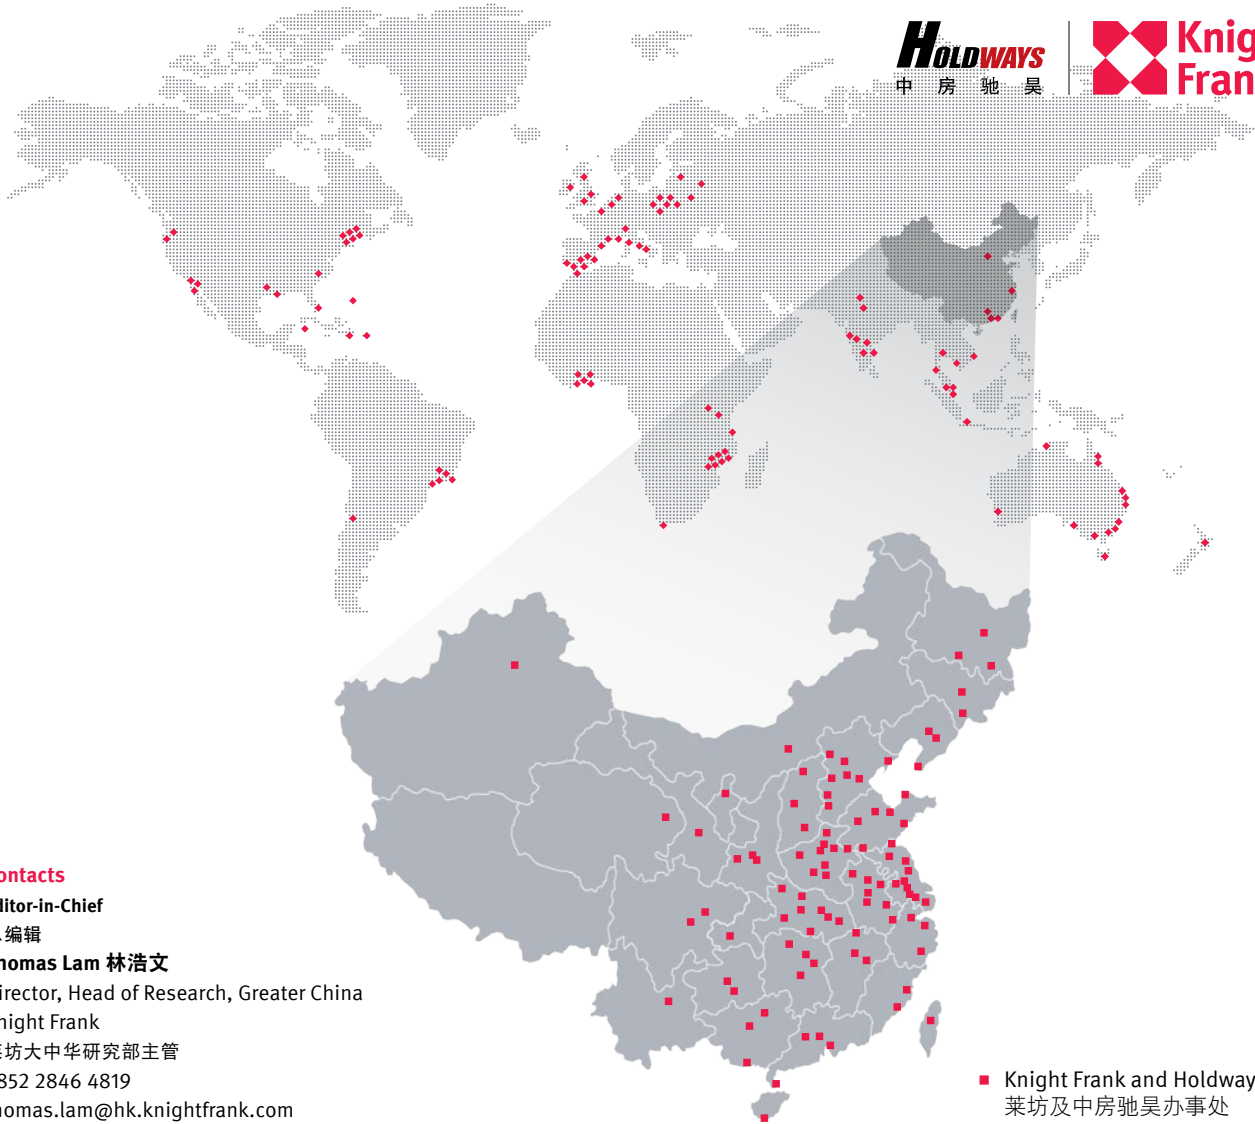 HOLDWAYS
中房驰昊
Knig
Fran
ontacts
ditor-in-Chief
编辑
homas Lam 林浩文
irector, Head of Research, Greater China
night Frank
坊大中华研究部主管
852 2846 4819
homas.lam@hk.knightfrank.com
Knight Frank and Holdway
莱坊及中房驰昊办事处